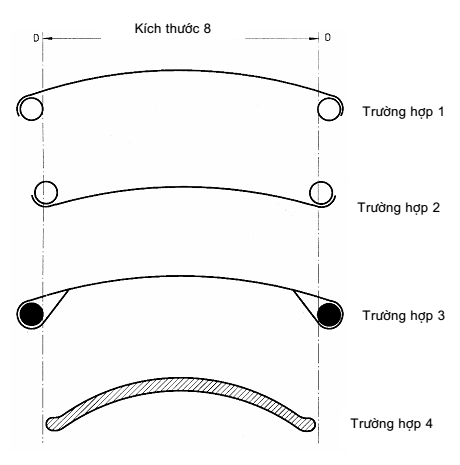 Kích thước 8
D D
Trường hợp 1
Trường hợp 2
Trường hợp 3
Trường hợp 4